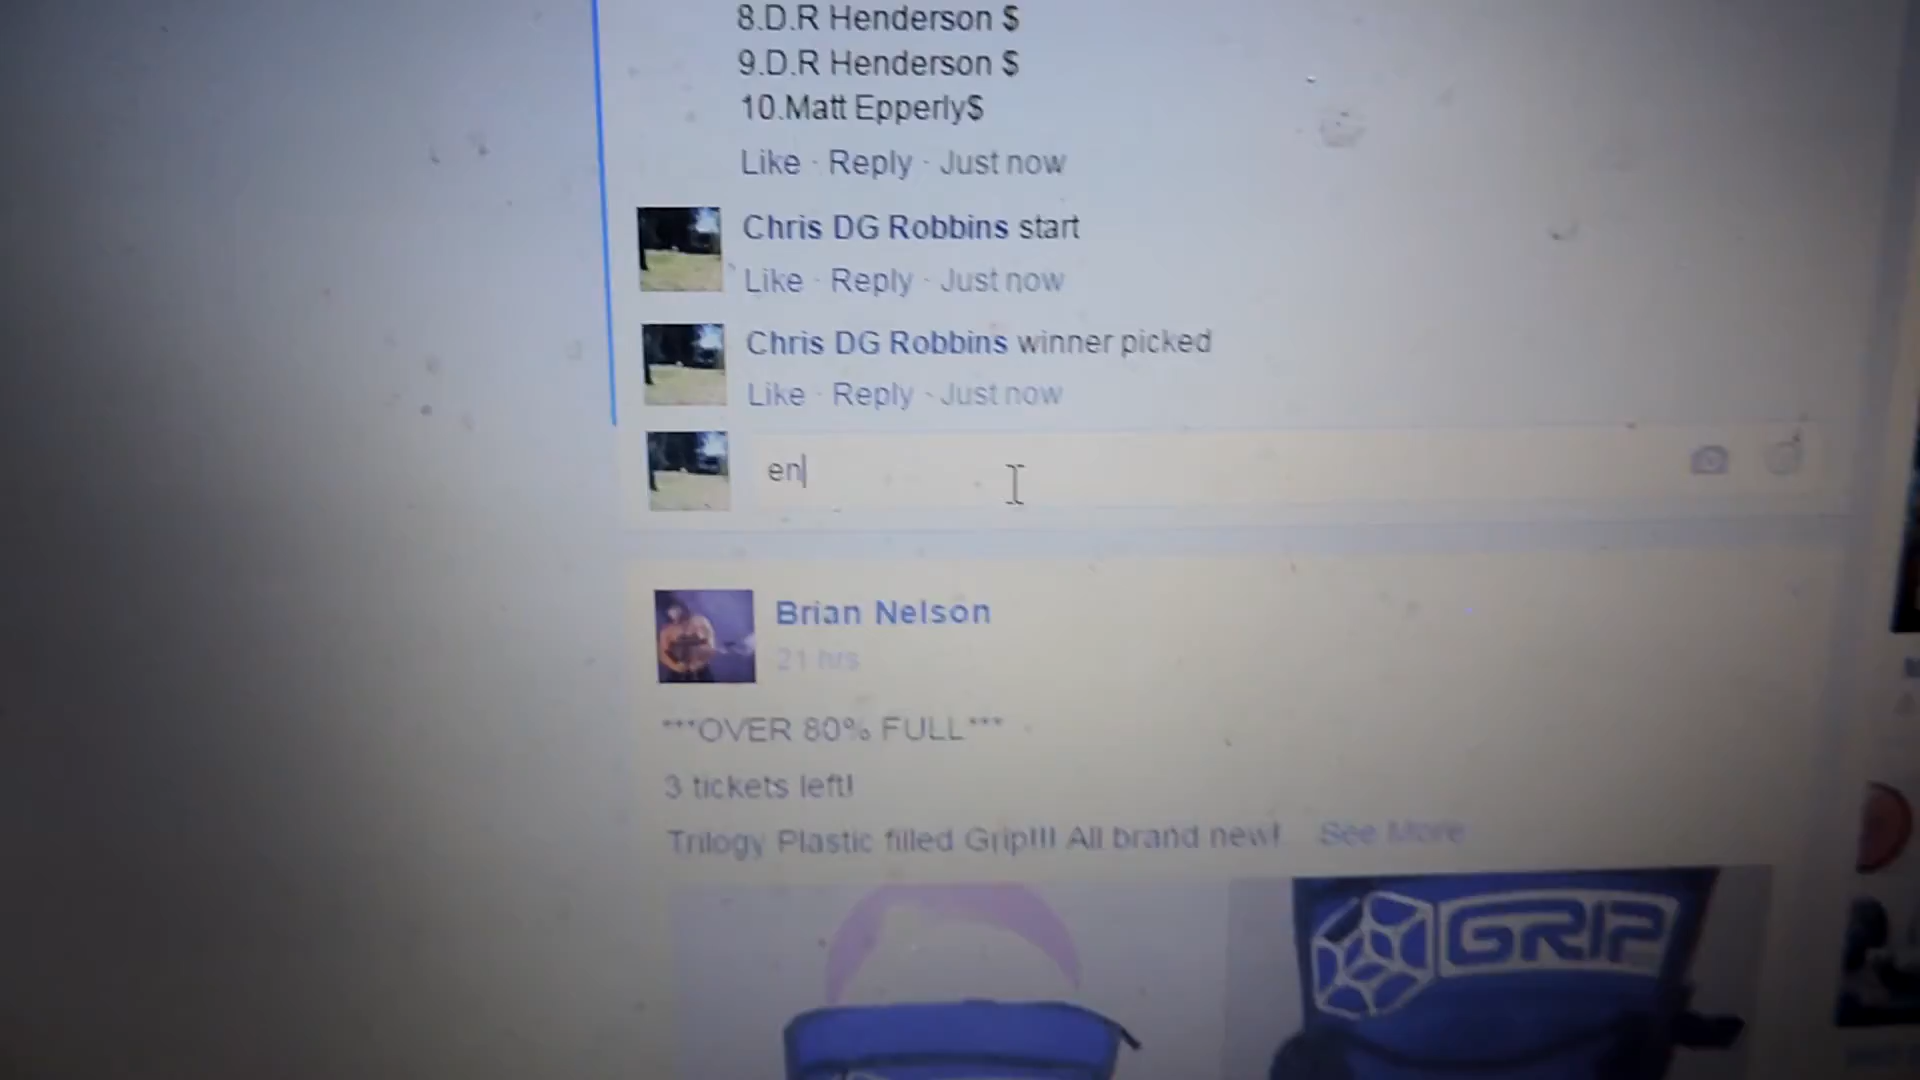 8.D.R Henderson $
9.D.R Henderson $
10.Matt Epperly$
Like · Reply · Just now
Chris DG Robbins start
Like · Reply · Just now
Chris DG Robbins winner picked
Like · Reply · Just now
en
Brian Nelson
21 hrs
***OVER 80% FULL***
3 tickets left!
Trilogy Plastic filled Grip!!! All brand new! See More
GRIP